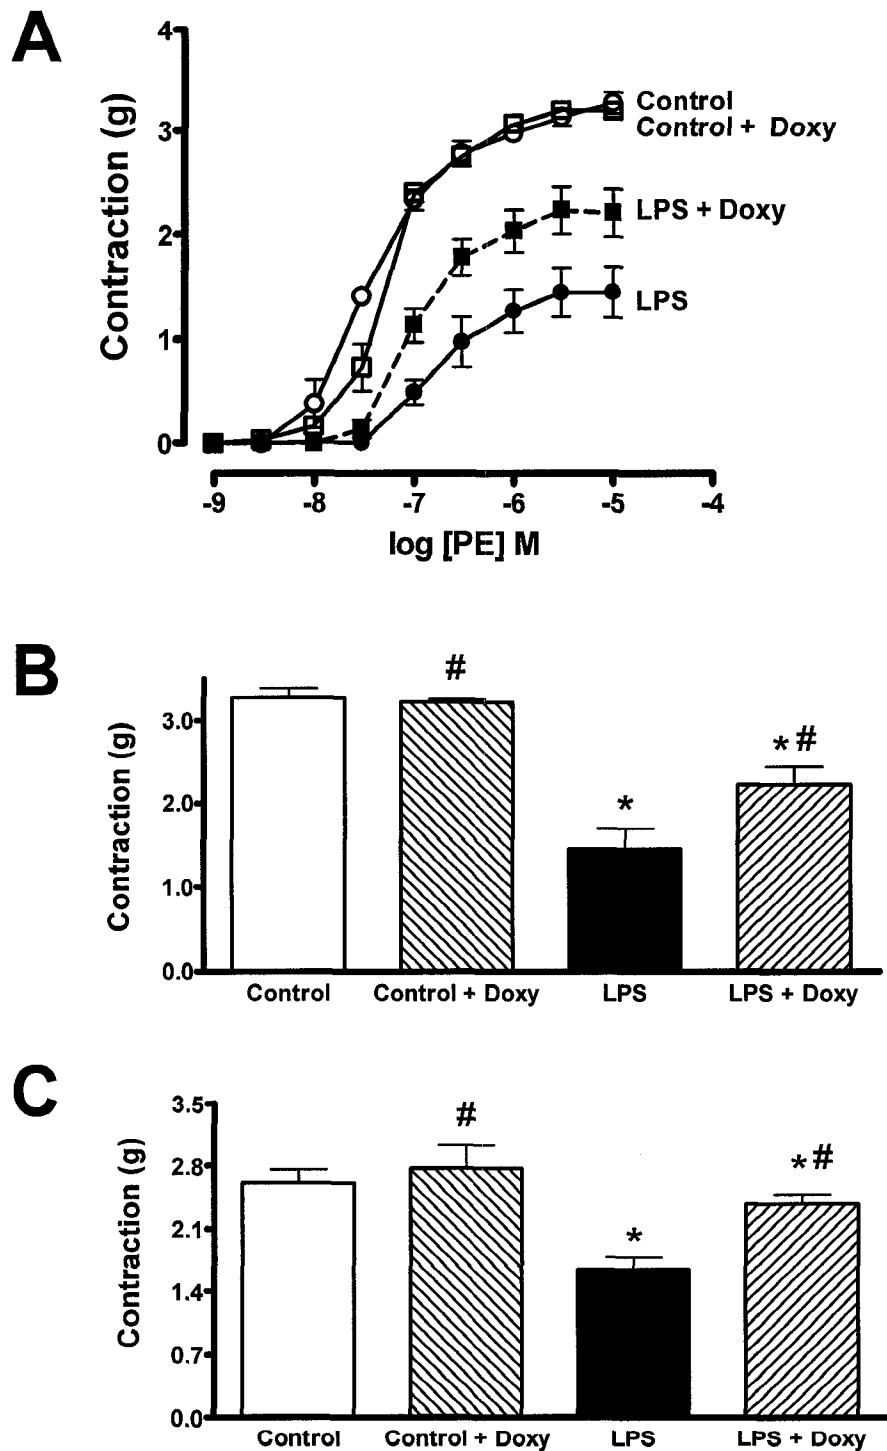 A
Contraction (g)
4
3
2
1
0
Control
Control + Doxy
LPS + Doxy
LPS
-9 -8 -7 -6 -5 -4
log [PE] M
B
Contraction (g)
3.0
2.0
1.0
0.0
#
*
* #
Control Control + Doxy LPS LPS + Doxy
C
Contraction (g)
3.5
2.8
2.1
1.4
0.7
0.0
#
*
* #
Control Control + Doxy LPS LPS + Doxy